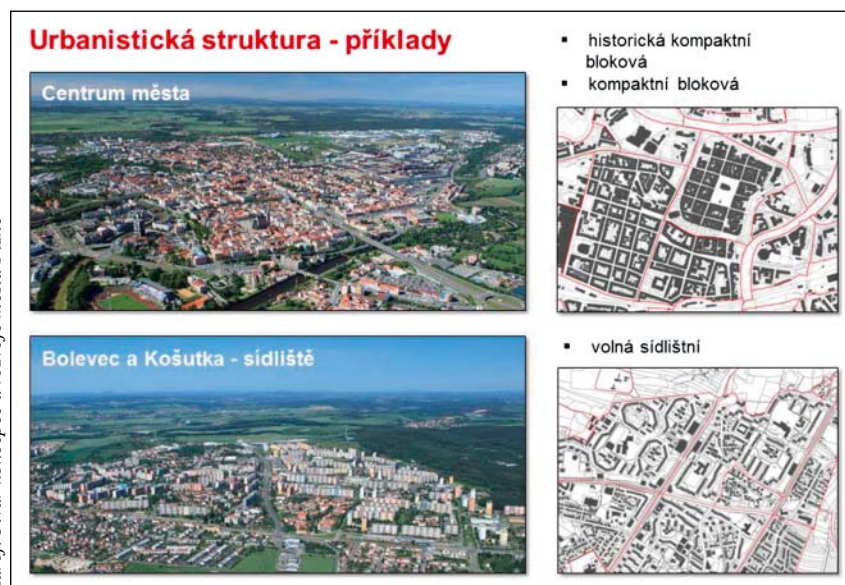 Urbanistická struktura - příklady
▪ historická kompaktní
bloková
▪ kompaktní bloková
Centrum města
Bolevec a Košutka - sídliště
▪ volná sídlištní